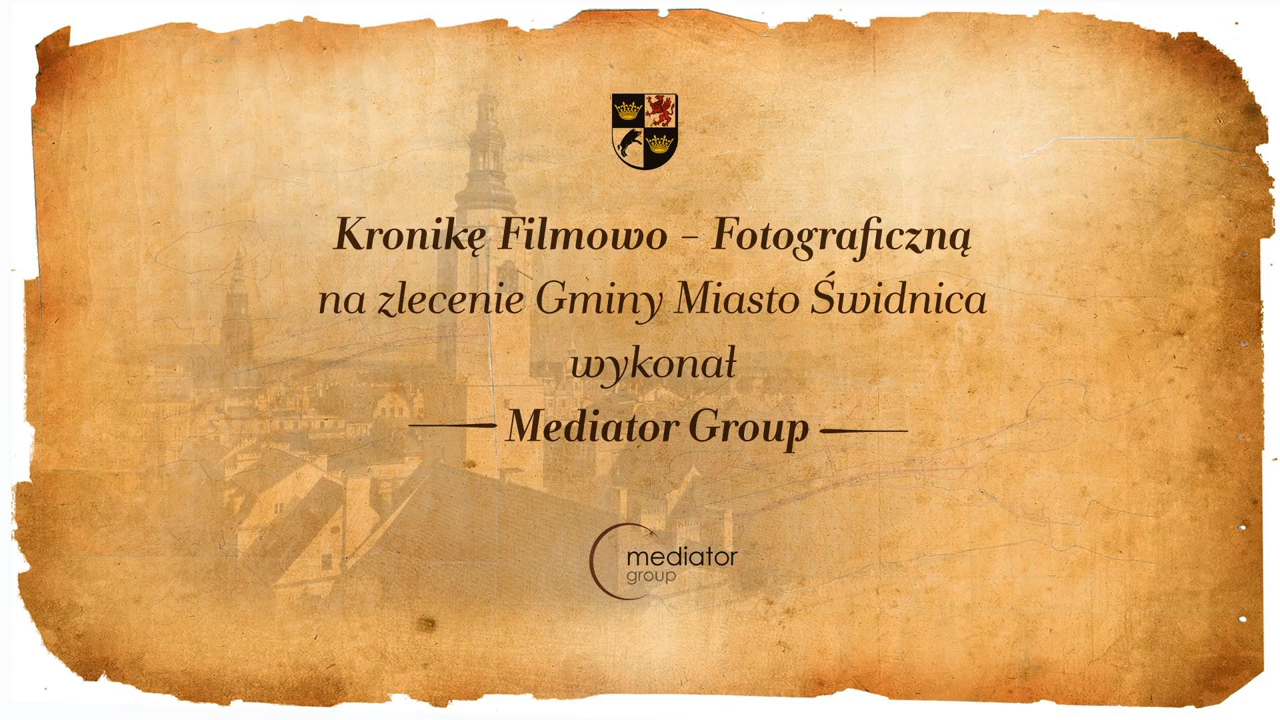 Kronikę Filmowo – Fotograficzną
na zlecenie Gminy Miasto Świdnica
wykonał
Mediator Group
mediator
group